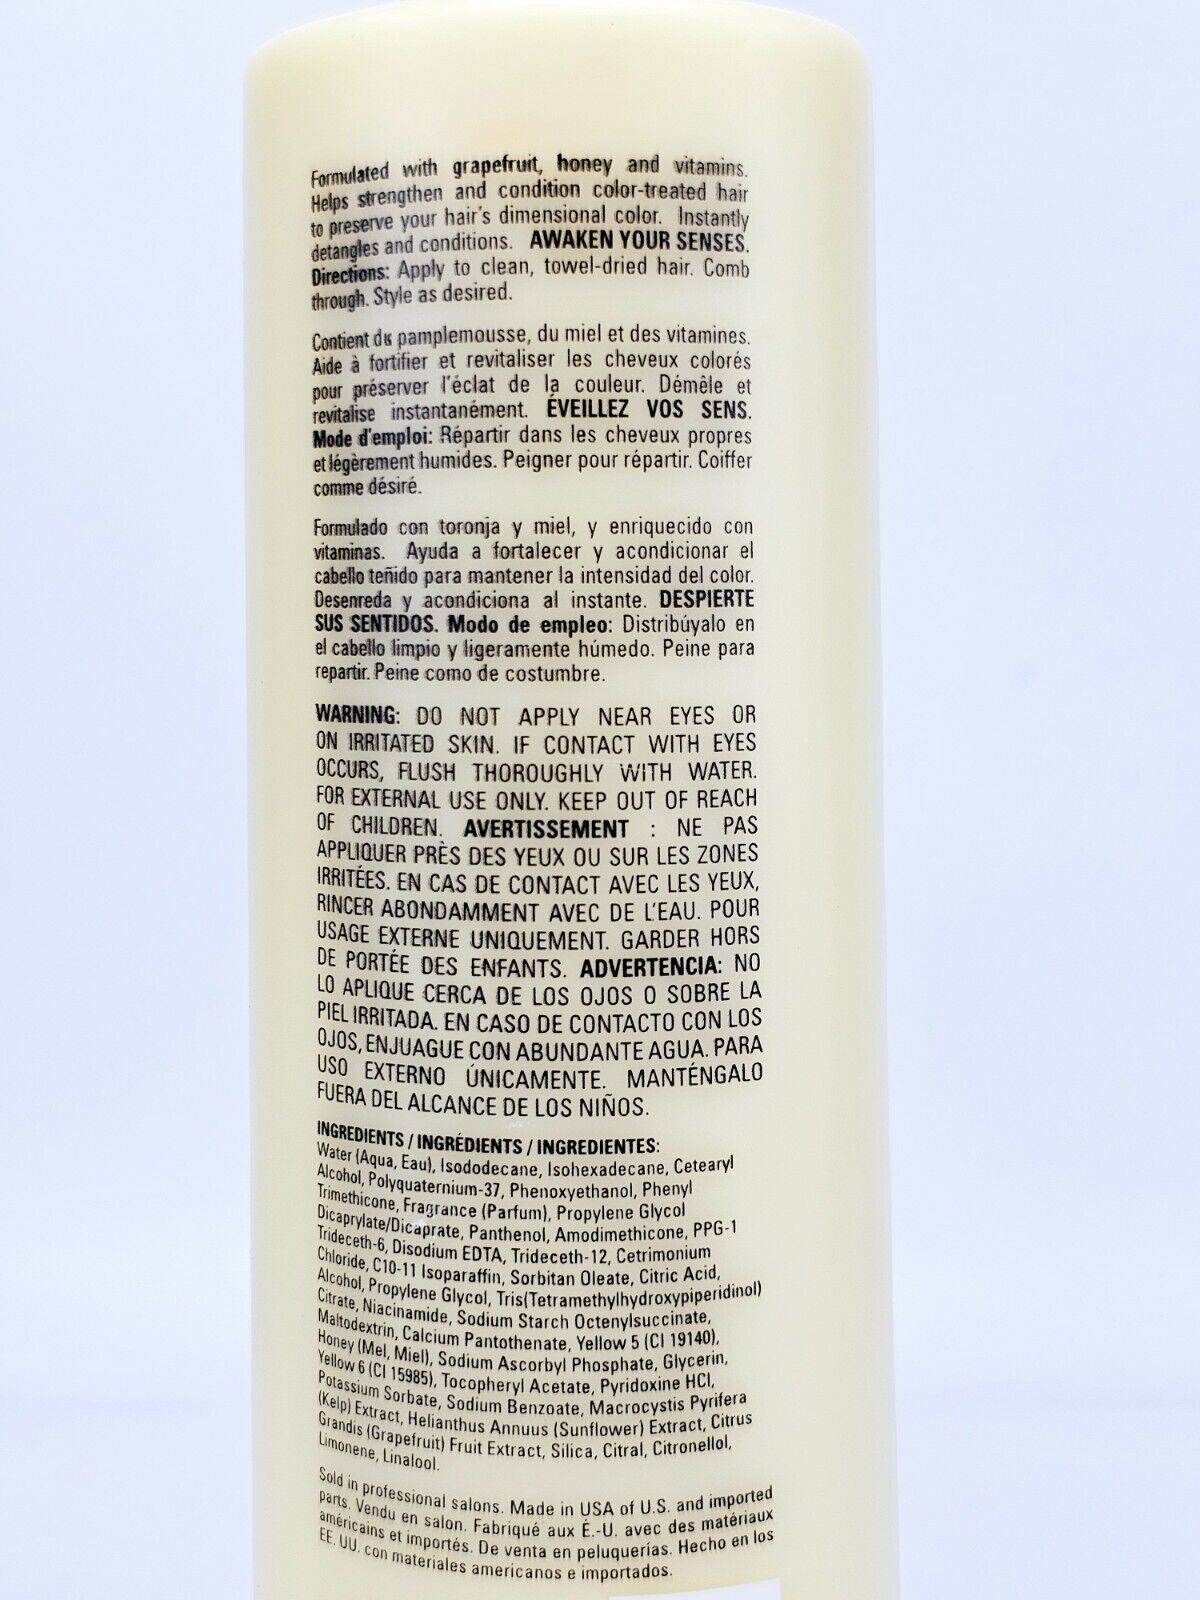 Formulated with grapefruit, honey and vitamins.
Helps strengthen and condition color-treated hair
to preserve your hair's dimensional color. Instantly
detangles and conditions. AWAKEN YOUR SENSES.
Directions: Apply to clean, towel-dried hair. Comb
through. Style as desired.
Contient du pamplemousse, du miel et des vitamines.
Aide à fortifier et revitaliser les cheveux colorés
pour préserver l'éclat de la couleur. Démêle et
revitalise instantanément. ÉVEILLEZ VOS SENS.
Mode d'emploi: Répartir dans les cheveux propres
et légèrement humides. Peigner pour répartir. Coiffer
comme désiré.
Formulado con toronja y miel, y enriquecido con
vitaminas. Ayuda a fortalecer y acondicionar el
cabello teñido para mantener la intensidad del color.
Desenreda y acondiciona al instante. DESPIERTE
SUS SENTIDOS. Modo de empleo: Distribúyalo en
el cabello limpio y ligeramente húmedo. Peine para
repartir. Peine como de costumbre.
WARNING: DO NOT APPLY NEAR EYES OR
ON IRRITATED SKIN. IF CONTACT WITH EYES
OCCURS, FLUSH THOROUGHLY WITH WATER.
FOR EXTERNAL USE ONLY. KEEP OUT OF REACH
OF CHILDREN. AVERTISSEMENT : NE PAS
APPLIQUER PRÈS DES YEUX OU SUR LES ZONES
IRRITÉES. EN CAS DE CONTACT AVEC LES YEUX,
RINCER ABONDAMMENT AVEC DE L'EAU. POUR
USAGE EXTERNE UNIQUEMENT. GARDER HORS
DE PORTÉE DES ENFANTS. ADVERTENCIA: NO
LO APLIQUE CERCA DE LOS OJOS O SOBRE LA
PIEL IRRITADA. EN CASO DE CONTACTO CON LOS
OJOS, ENJUAGUE CON ABUNDANTE AGUA. PARA
USO EXTERNO ÚNICAMENTE. MANTÉNGALO
FUERA DEL ALCANCE DE LOS NIÑOS.
INGREDIENTS / INGRÉDIENTS / INGREDIENTES:
Water (Aqua, Eau), Isododecane, Isohexadecane, Cetearyl
Alcohol, Polyquaternium-37, Phenoxyethanol, Phenyl
Trimethicone, Fragrance (Parfum), Propylene Glycol
Dicaprylate/Dicaprate, Panthenol, Amodimethicone, PPG-1
Trideceth-6, Disodium EDTA, Trideceth-12, Cetrimonium
Chloride, C10-11 Isoparaffin, Sorbitan Oleate, Citric Acid,
Alcohol, Propylene Glycol, Tris(Tetramethylhydroxypiperidinol)
Citrate, Niacinamide, Sodium Starch Octenylsuccinate,
Maltodextrin, Calcium Pantothenate, Yellow 5 (CI 19140),
Honey (Mel, Miel), Sodium Ascorbyl Phosphate, Glycerin,
Yellow 6 (CI 15985), Tocopheryl Acetate, Pyridoxine HCl,
Potassium Sorbate, Sodium Benzoate, Macrocystis Pyrifera
(Kelp) Extract, Helianthus Annuus (Sunflower) Extract, Citrus
Grandis (Grapefruit) Fruit Extract, Silica, Citral, Citronellol,
Limonene, Linalool.
Sold in professional salons. Made in USA of U.S. and imported
parts. Vendu en salon. Fabriqué aux É.-U. avec des matériaux
américains et importés. De venta en peluquerías. Hecho en los
EE. UU. con materiales americanos e importados.